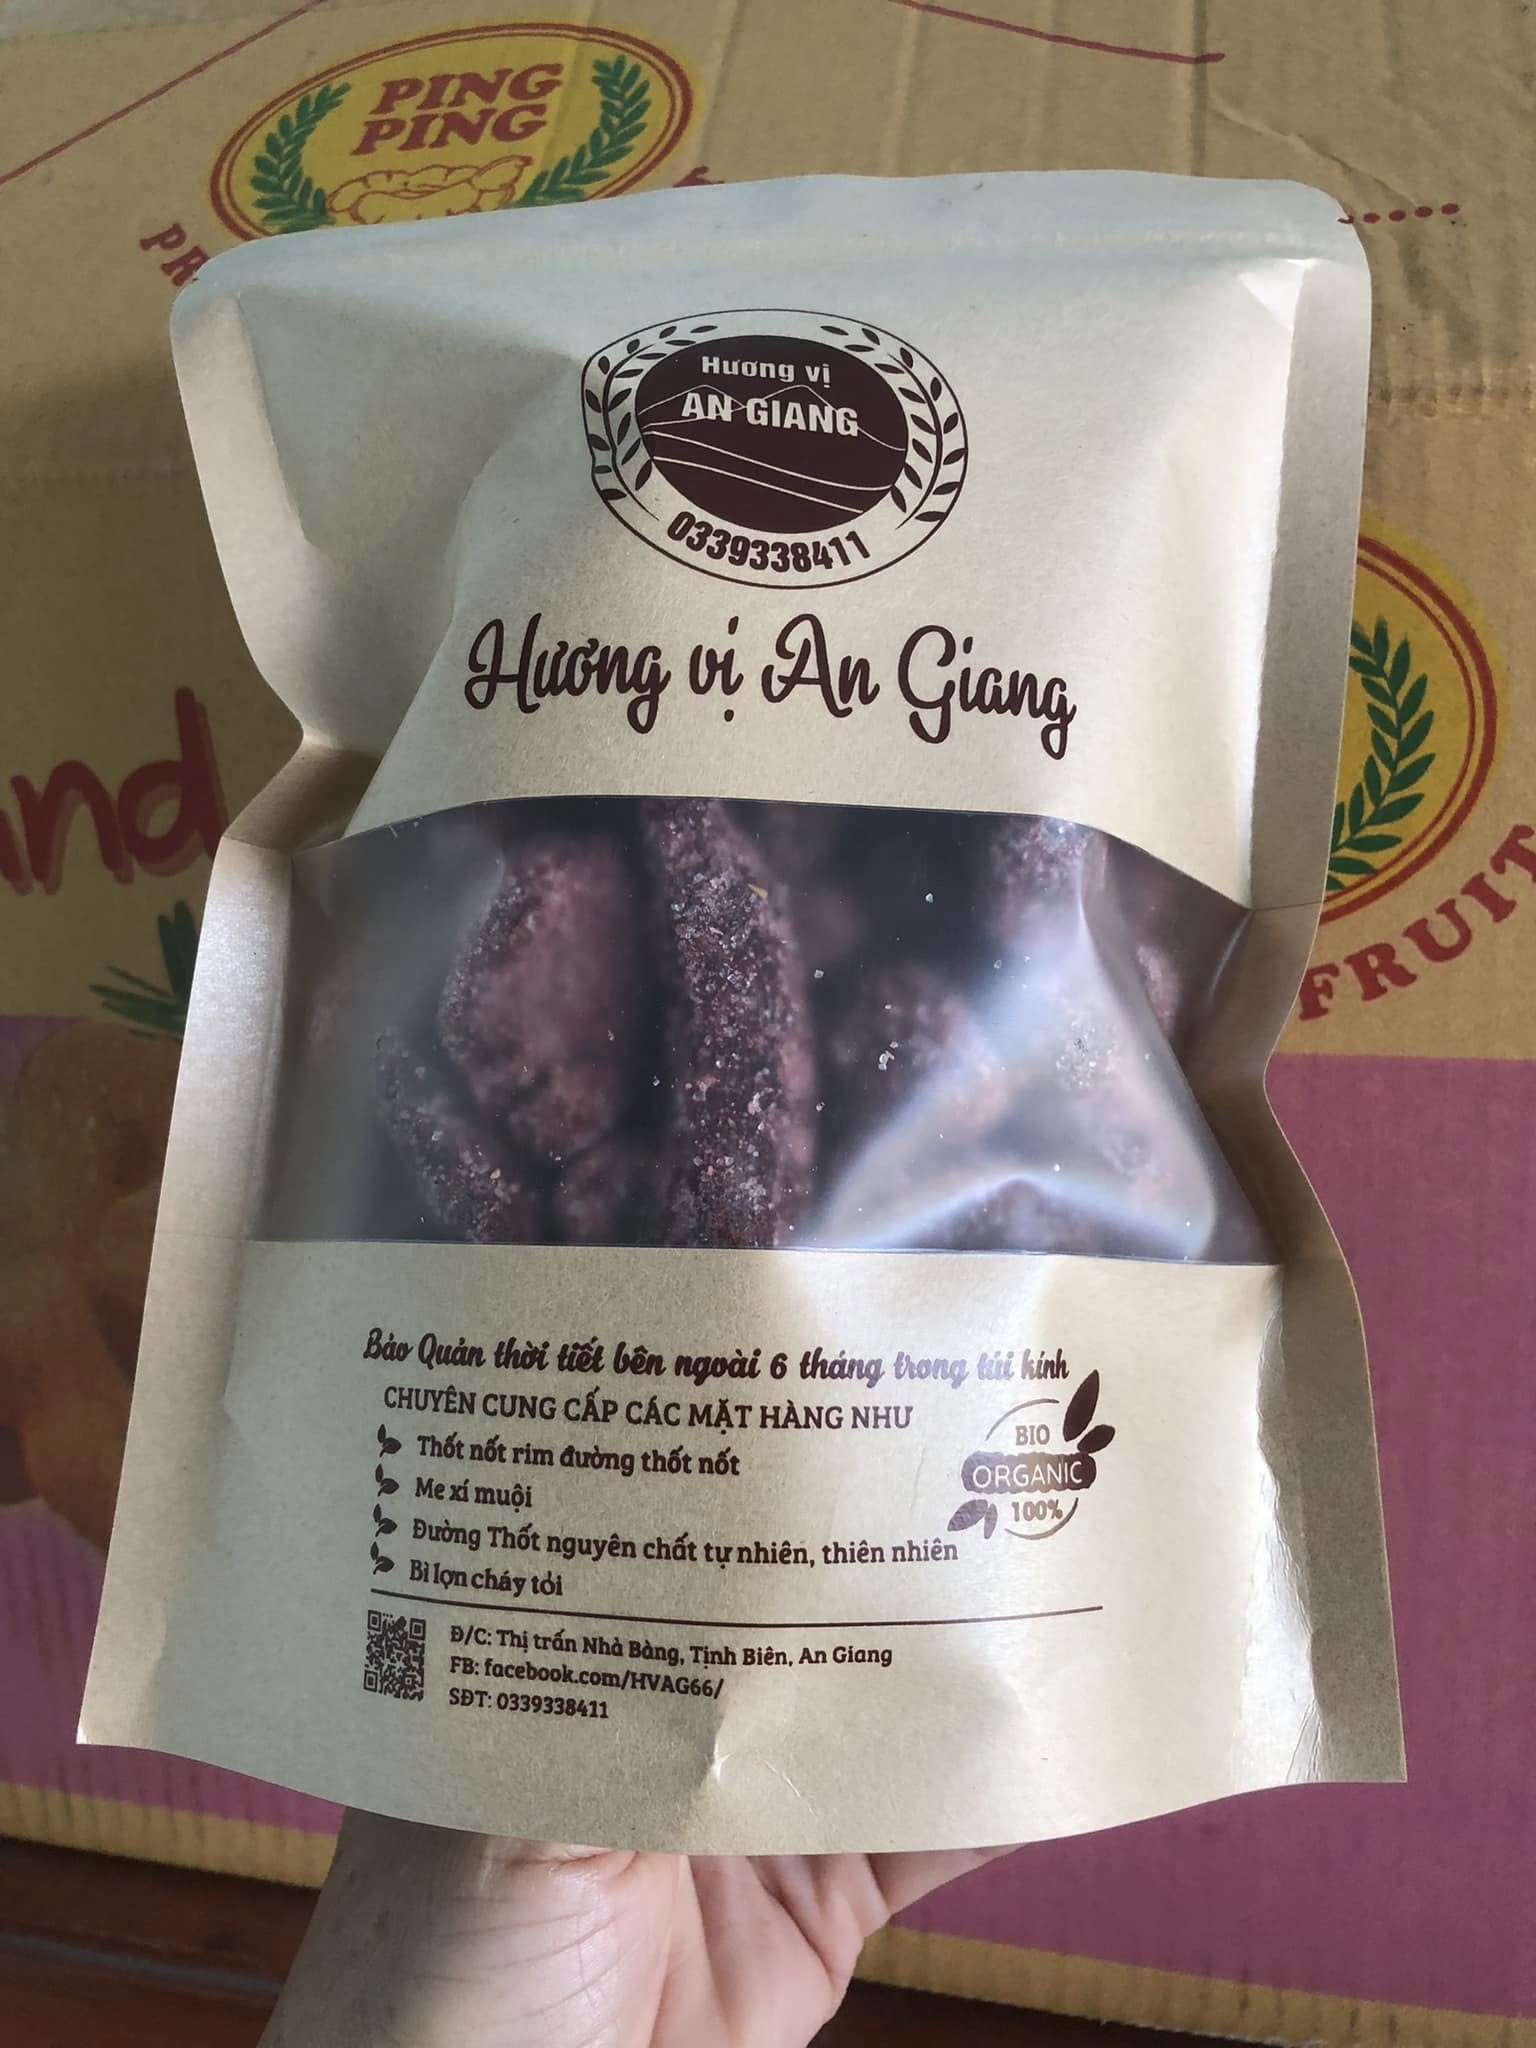 PING
PING
PR
Hương vị
AN GIANG
0339338411
Hương vị An Giang
and
FRUIT
Bảo Quản thời tiết bên ngoài 6 tháng trong túi kính
CHUYÊN CUNG CẤP CÁC MẶT HÀNG NHƯ
Thốt nốt rim đường thốt nốt
Me xí muội
Đường Thốt nguyên chất tự nhiên, thiên nhiên
Bì lợn cháy tỏi
BIO
ORGANIC
100%
Đ/C: Thị trấn Nhà Bàng, Tịnh Biên, An Giang
FB: facebook.com/HVAG66/
SĐT: 0339338411